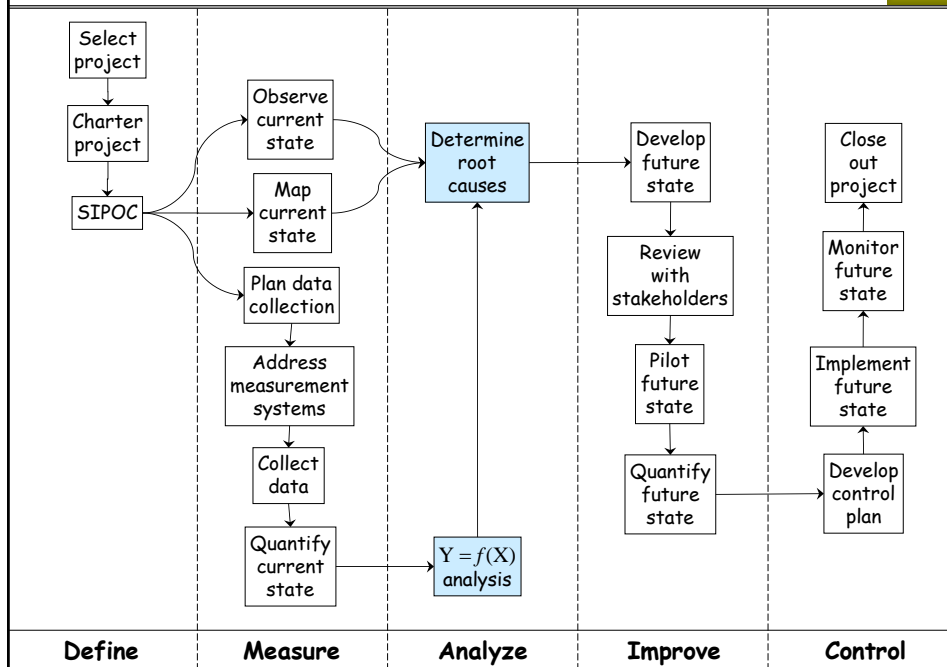 Select
project
Charter
project
SIPOC
Observe
current
state
Map
current
state
Plan data
collection
Address
measurement
systems
Collect
data
Quantify
current
state
Determine
root
causes
Y = f(X)
analysis
Develop
future
state
Review
with
stakeholders
Pilot
future
state
Quantify
future
state
Close
out
project
Monitor
future
state
Implement
future
state
Develop
control
plan
Define
Measure
Analyze
Improve
Control